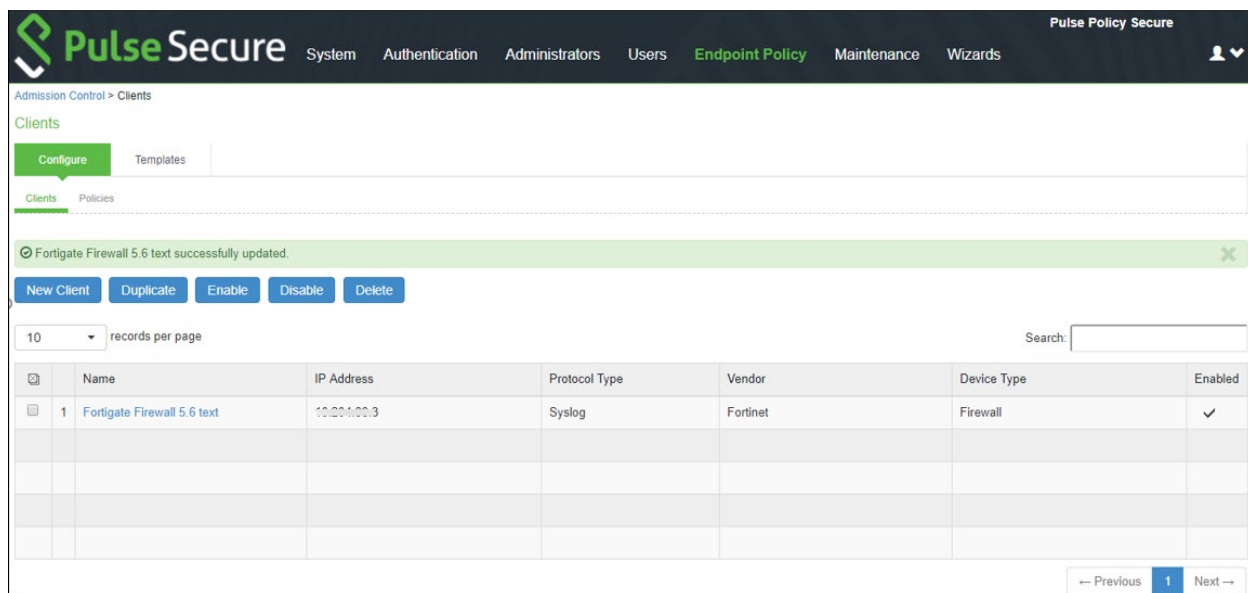 Pulse Policy Secure
Pulse Secure System Authentication Administrators Users Endpoint Policy Maintenance Wizards
Admission Control > Clients
Clients
Configure Templates
Clients Policies
Fortigate Firewall 5.6 text successfully updated.
New Client Duplicate Enable Disable Delete
10 records per page Search:
Name IP Address Protocol Type Vendor Device Type Enabled
1 Fortigate Firewall 5.6 text Syslog Fortinet Firewall
← Previous 1 Next →